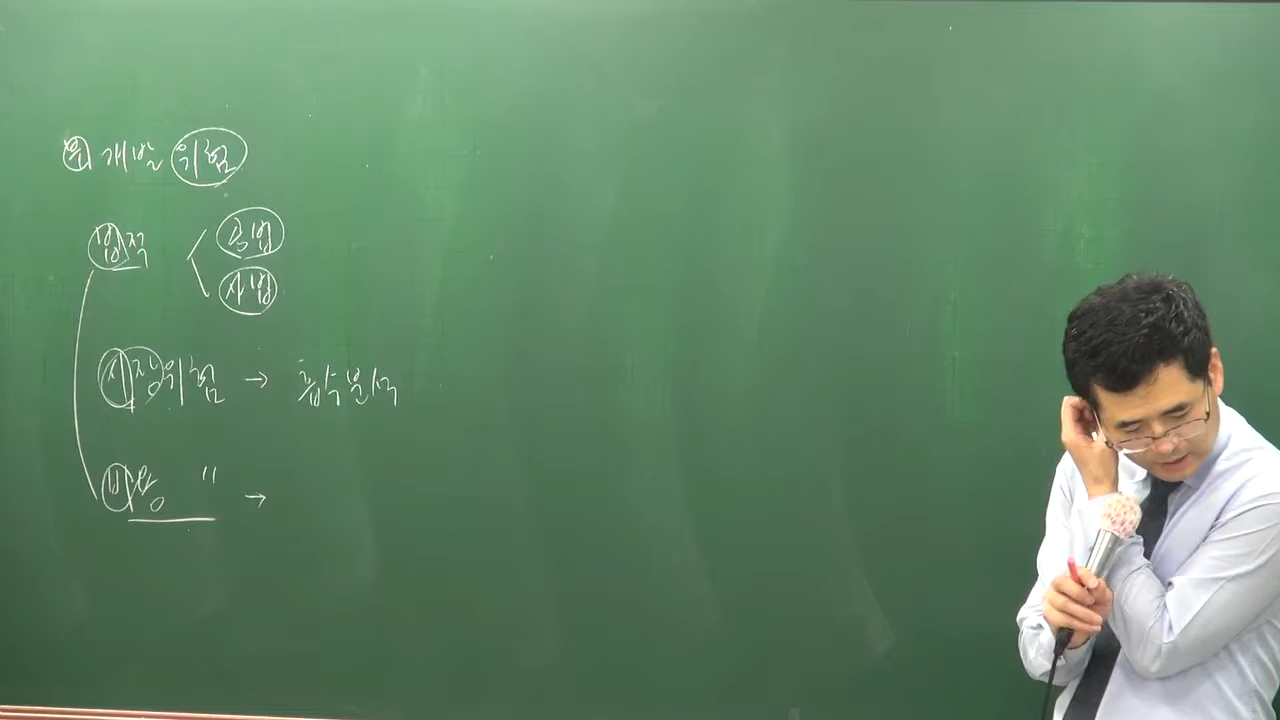 개발 위험
법적
공법
사법
시장위험 → 흡수분석
비용 " →